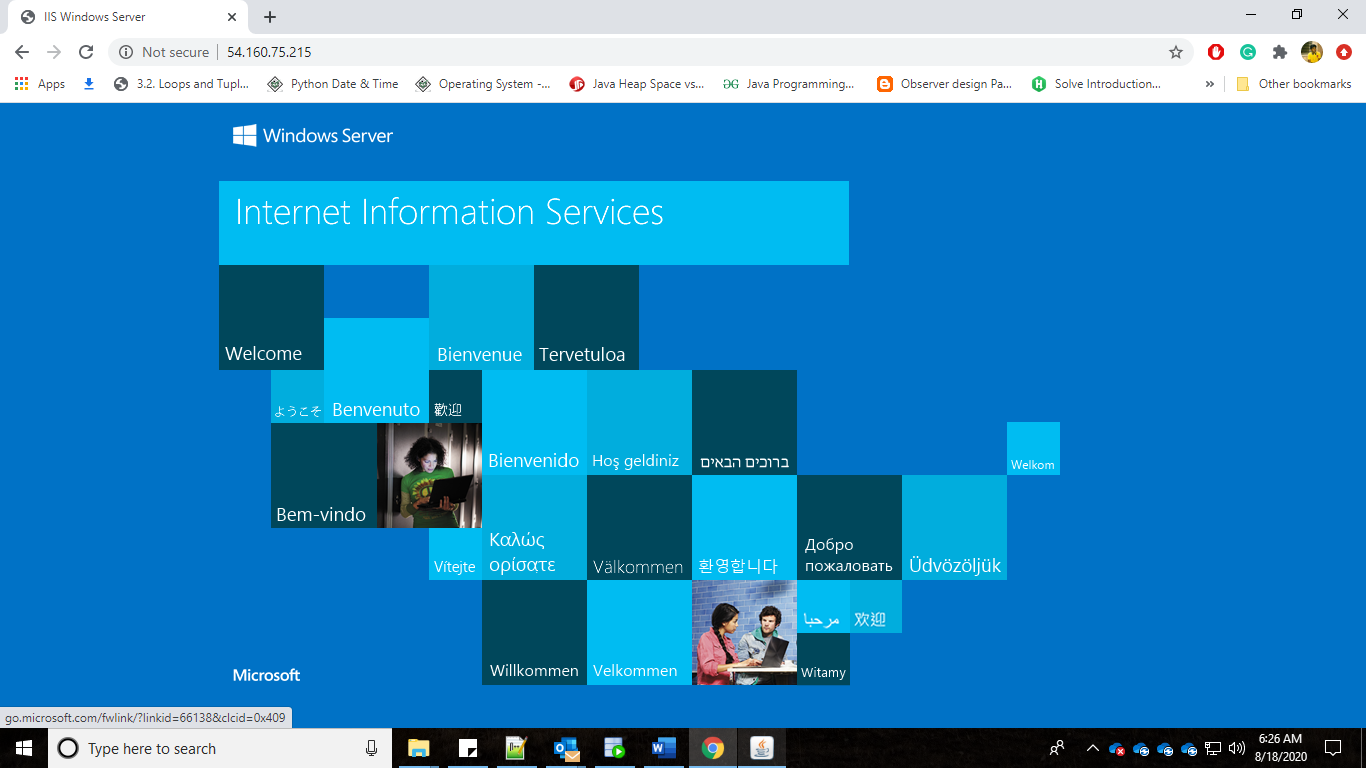 IIS Windows Server
Not secure
54.160.75.215
Apps
3.2. Loops and Tupl...
Python Date & Time
Operating System -...
Java Heap Space vs...
Java Programming...
Observer design Pa...
Solve Introduction...
»
Other bookmarks
Windows Server
Internet Information Services
Welcome
Bienvenue
Tervetuloa
ようこそ
Benvenuto
歡迎
Bienvenido
Hoş geldiniz
ברוכים הבאים
Welkom
Bem-vindo
Vítejte
Καλώς
ορίσατε
Välkommen
환영합니다
Добро
пожаловать
Üdvözöljük
Willkommen
Velkommen
مرحبا
欢迎
Witamy
Microsoft
go.microsoft.com/fwlink/?linkid=66138&clcid=0x409
Type here to search
6:26 AM
8/18/2020